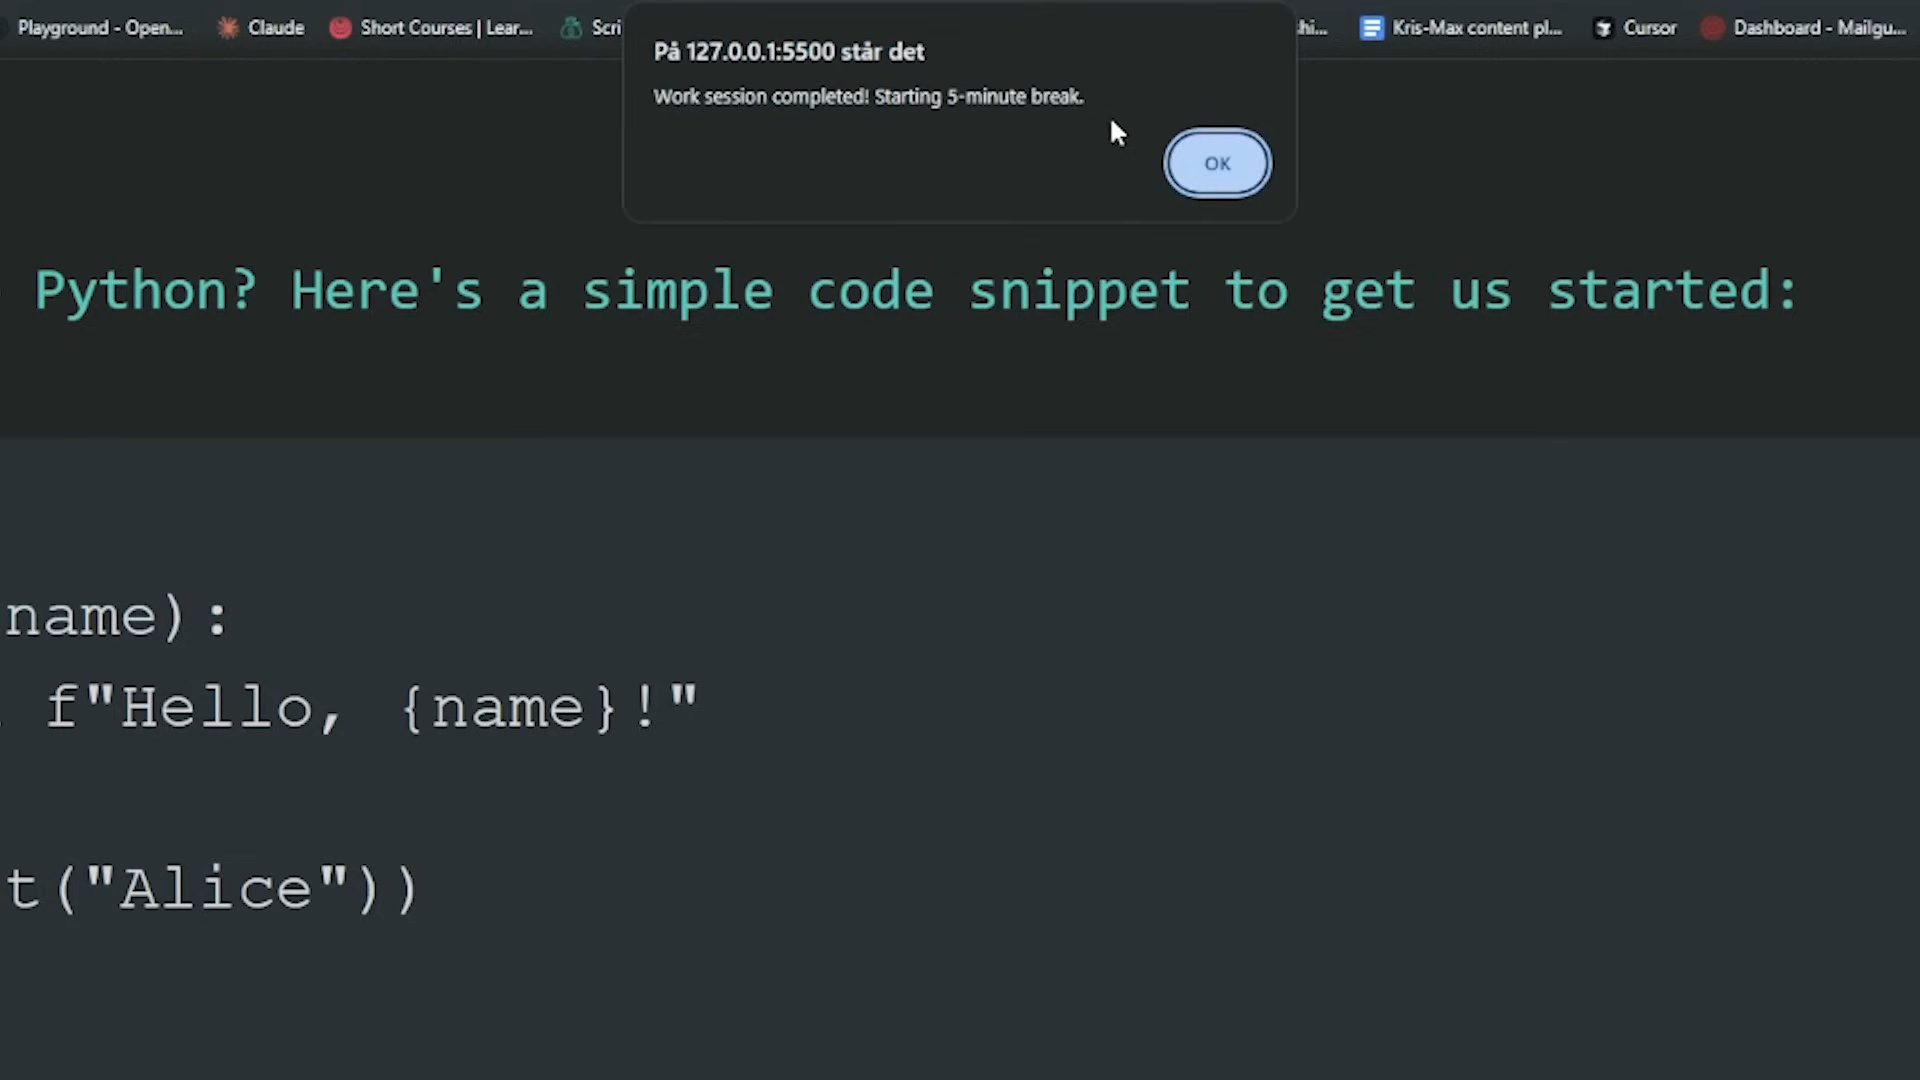 Playground - Open... Claude Short Courses | Lear... Scri hi... Kris-Max content pl... Cursor Dashboard - Mailgu...
På 127.0.0.1:5500 står det
Work session completed! Starting 5-minute break.
OK
Python? Here's a simple code snippet to get us started:
name):
f"Hello, {name}!"
t("Alice"))